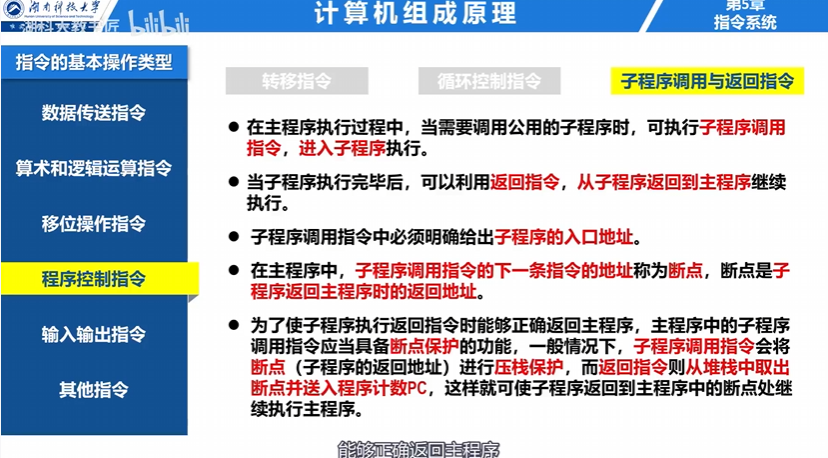 湖南科技大学
Hunan University of Science and Technology
bilibili
计算机组成原理
第5章
指令系统
指令的基本操作类型
数据传送指令
算术和逻辑运算指令
移位操作指令
程序控制指令
输入输出指令
其他指令
转移指令
循环控制指令
子程序调用与返回指令
● 在主程序执行过程中，当需要调用公用的子程序时，可执行子程序调用
指令，进入子程序执行。
● 当子程序执行完毕后，可以利用返回指令，从子程序返回到主程序继续
执行。
● 子程序调用指令中必须明确给出子程序的入口地址。
● 在主程序中，子程序调用指令的下一条指令的地址称为断点，断点是子
程序返回主程序时的返回地址。
● 为了使子程序执行返回指令时能够正确返回主程序，主程序中的子程序
调用指令应当具备断点保护的功能，一般情况下，子程序调用指令会将
断点（子程序的返回地址）进行压栈保护，而返回指令则从堆栈中取出
断点并送入程序计数PC，这样就可使子程序返回到主程序中的断点处继
续执行主程序。
能够正确返回主程序